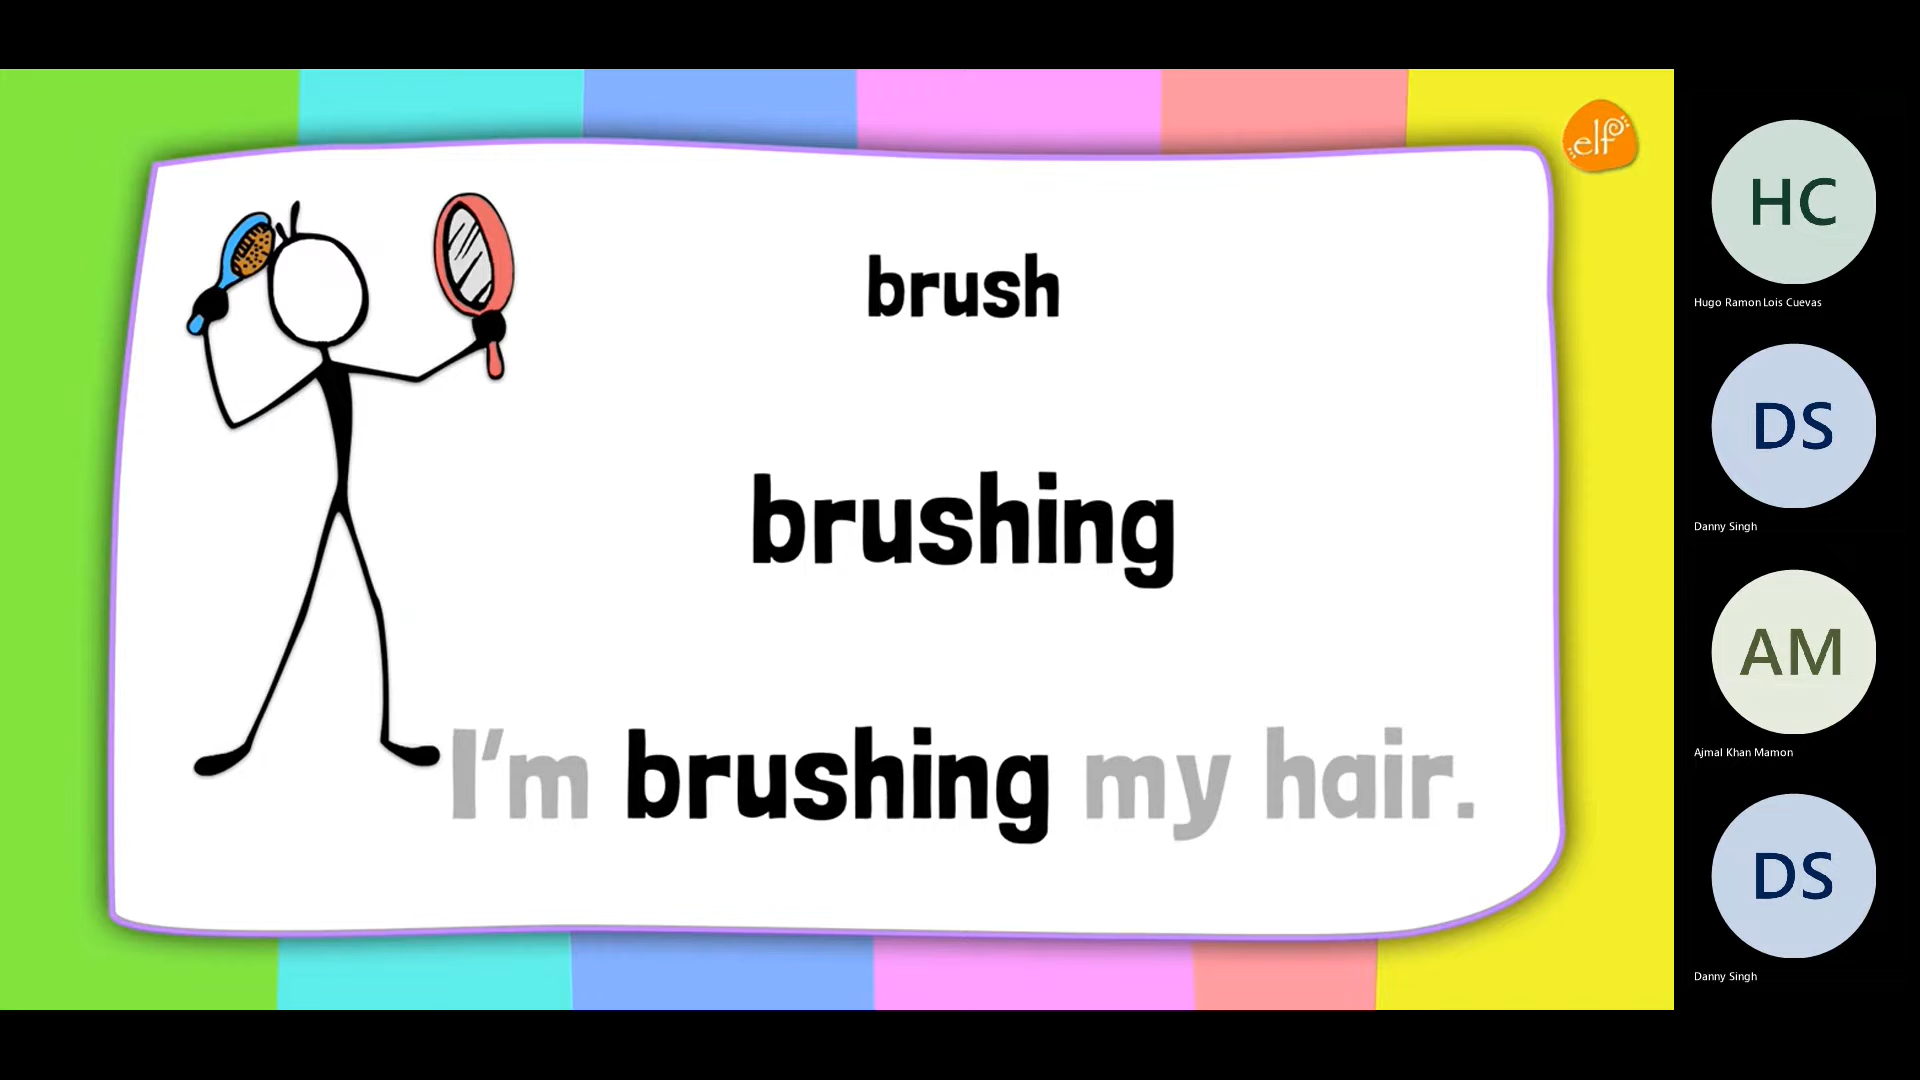 elf
brush
brushing
I'm brushing my hair.
HC
Hugo Ramon Lois Cuevas
DS
Danny Singh
AM
Ajmal Khan Mamon
DS
Danny Singh